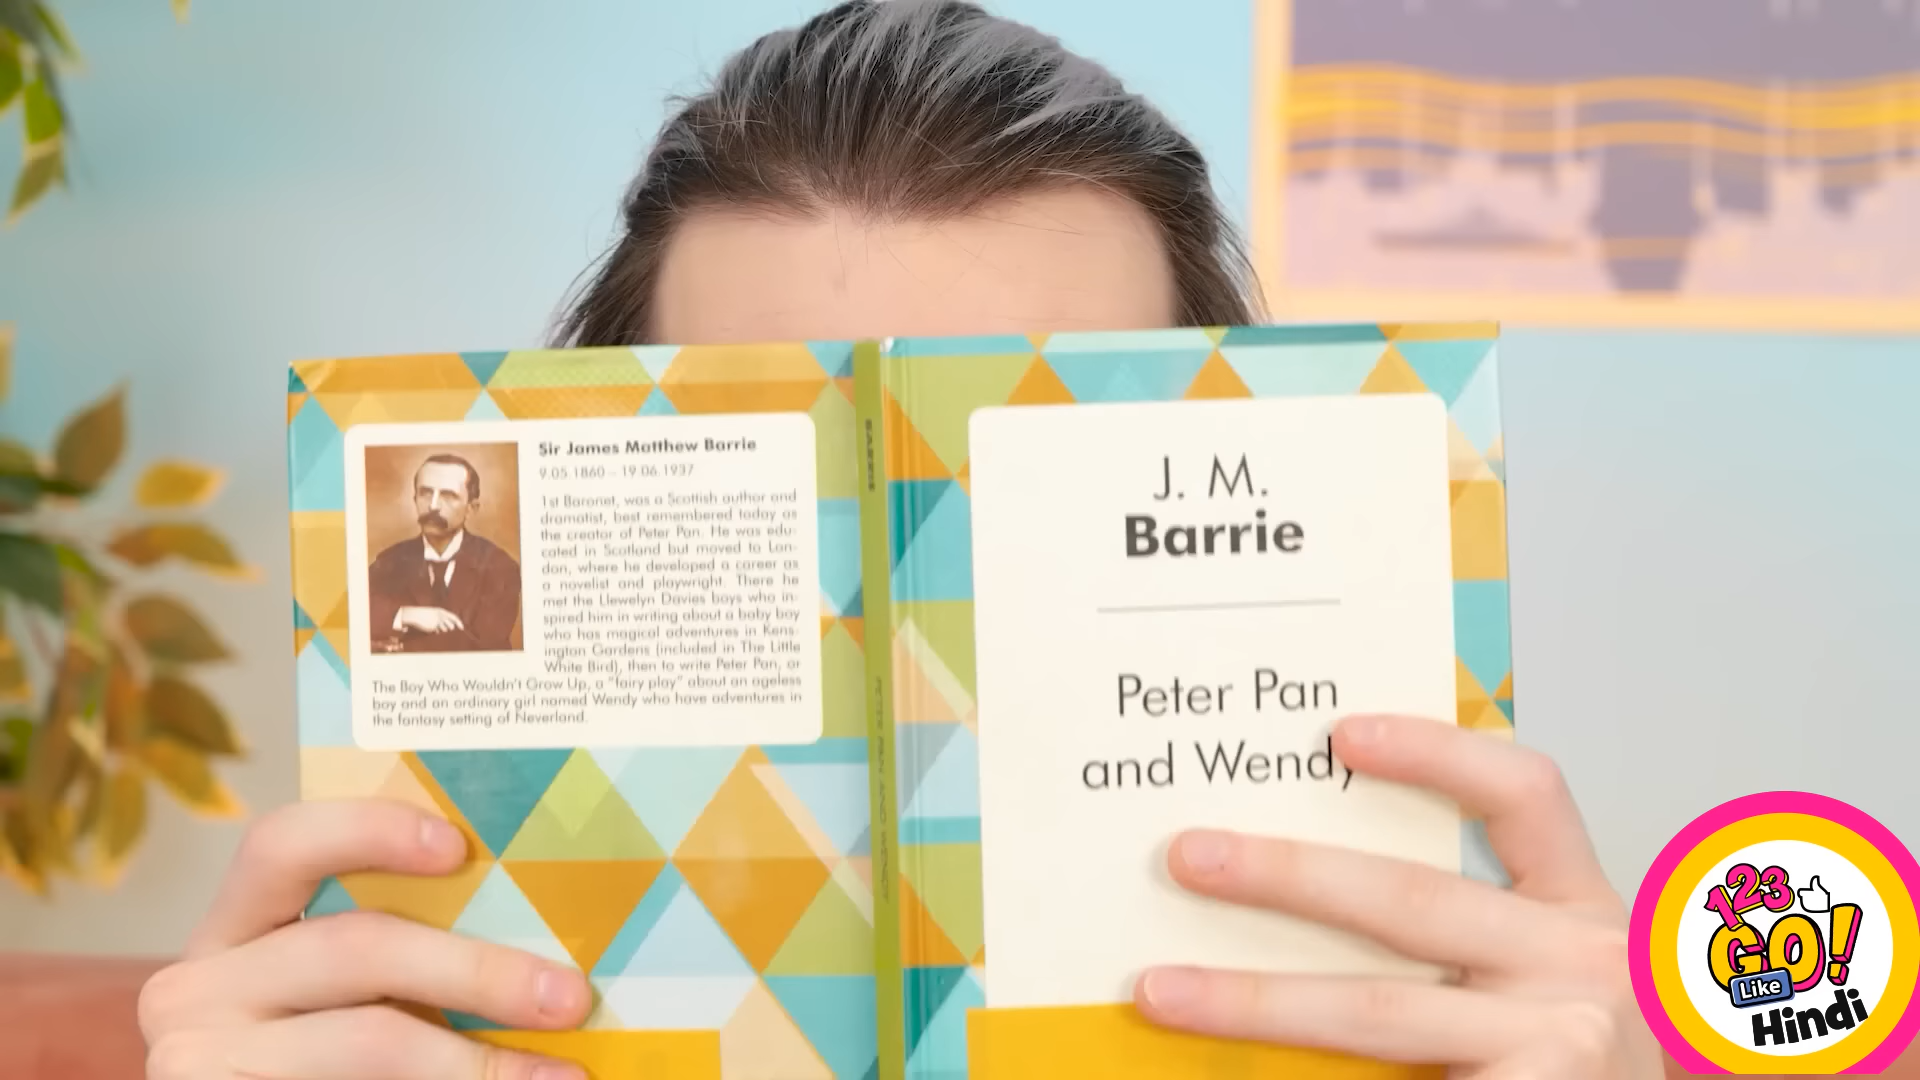 Sir James Matthew Barrie
9.05.1860 – 19.06.1937
1st Baronet, was a Scottish author and
dramatist, best remembered today as
the creator of Peter Pan. He was edu-
cated in Scotland but moved to Lon-
don, where he developed a career as
a novelist and playwright. There he
met the Llewelyn Davies boys who in-
spired him in writing about a baby boy
who has magical adventures in Kens-
ington Gardens (included in The Little
White Bird), then to write Peter Pan, or
The Boy Who Wouldn't Grow Up, a "fairy play" about an ageless
boy and an ordinary girl named Wendy who have adventures in
the fantasy setting of Neverland.
BARRIE
PETER PAN AND WENDY
J. M.
Barrie
Peter Pan
and Wendy
123
GO!
Like
Hindi